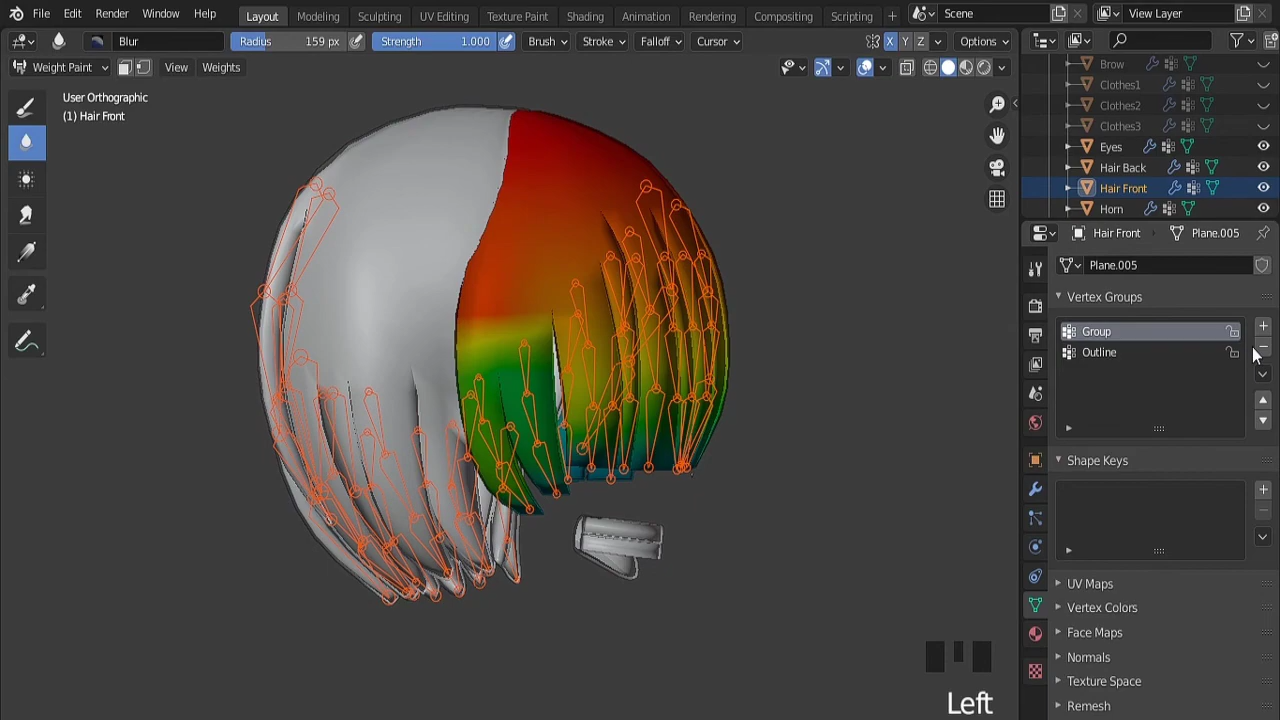 File Edit Render Window Help Layout Modeling Sculpting UV Editing Texture Paint Shading Animation Rendering Compositing Scripting Scene View Layer
Blur Radius 159 px Strength 1.000 Brush Stroke Falloff Cursor X Y Z Options
Weight Paint View Weights
User Orthographic
(1) Hair Front
Brow
Clothes1
Clothes2
Clothes3
Eyes
Hair Back
Hair Front
Horn
Hair Front Plane.005
Plane.005
Vertex Groups
Group
Outline
Shape Keys
UV Maps
Vertex Colors
Face Maps
Normals
Texture Space
Remesh
Left